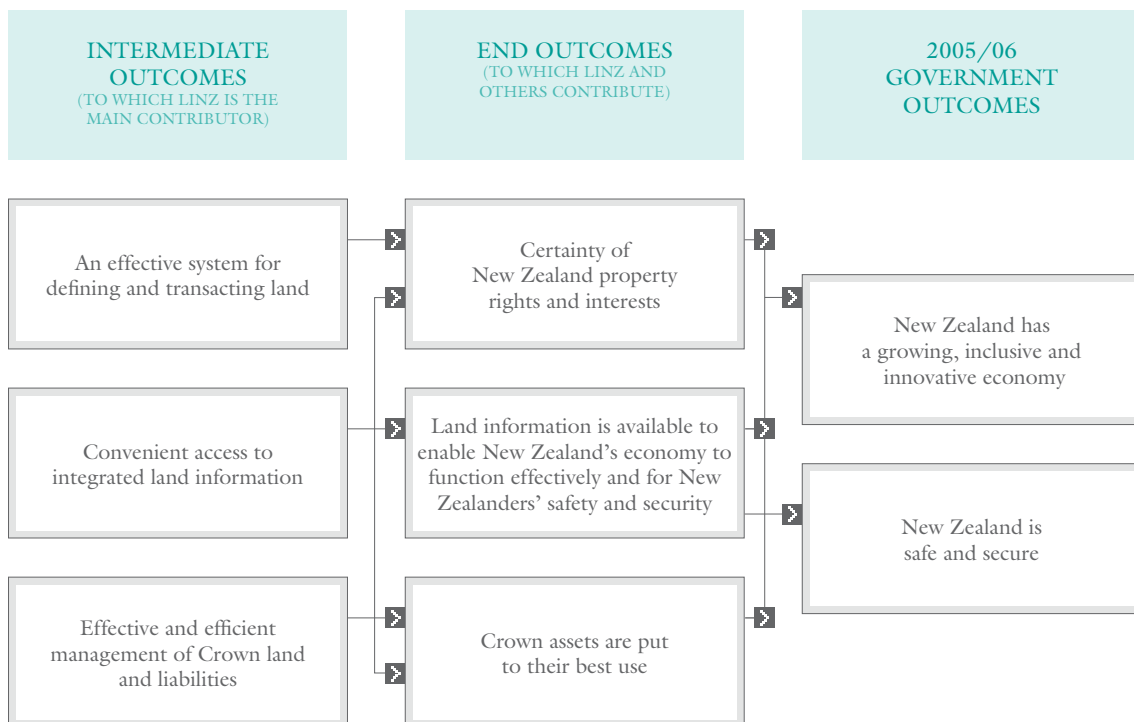 INTERMEDIATE
OUTCOMES
(TO WHICH LINZ IS THE
MAIN CONTRIBUTOR)
END OUTCOMES
(TO WHICH LINZ AND
OTHERS CONTRIBUTE)
2005/06
GOVERNMENT
OUTCOMES
An effective system for
defining and transacting land
Certainty of
New Zealand property
rights and interests
New Zealand has
a growing, inclusive and
innovative economy
Convenient access to
integrated land information
Land information is available to
enable New Zealand’s economy to
function effectively and for New
Zealanders’ safety and security
New Zealand is
safe and secure
Effective and efficient
management of Crown land
and liabilities
Crown assets are put
to their best use